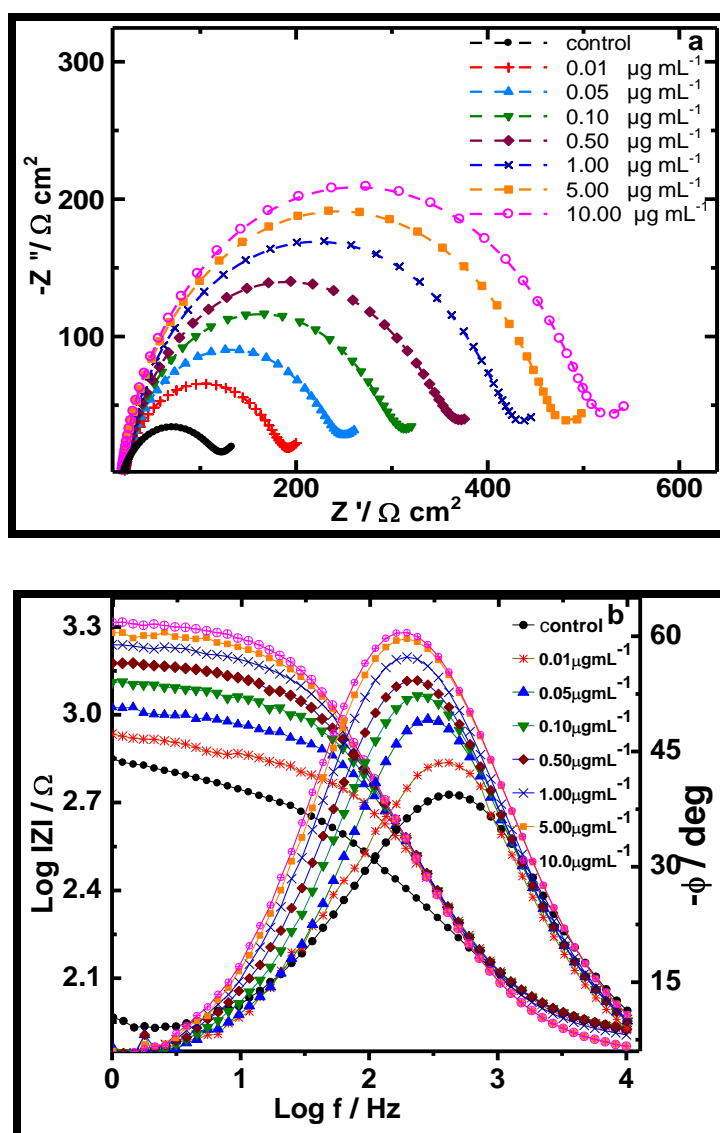 a
control
0.01 µg mL-1
0.05 µg mL-1
0.10 µg mL-1
0.50 µg mL-1
1.00 µg mL-1
5.00 µg mL-1
10.00 µg mL-1
300
200
100
-Z "/ Ω cm2
200 400 600
Z '/ Ω cm2
b
control
0.01µgmL-1
0.05µgmL-1
0.10µgmL-1
0.50µgmL-1
1.00µgmL-1
5.00µgmL-1
10.0µgmL-1
3.3
3.0
2.7
2.4
2.1
Log IZI / Ω
60
45
30
15
-ϕ / deg
0 1 2 3 4
Log f / Hz